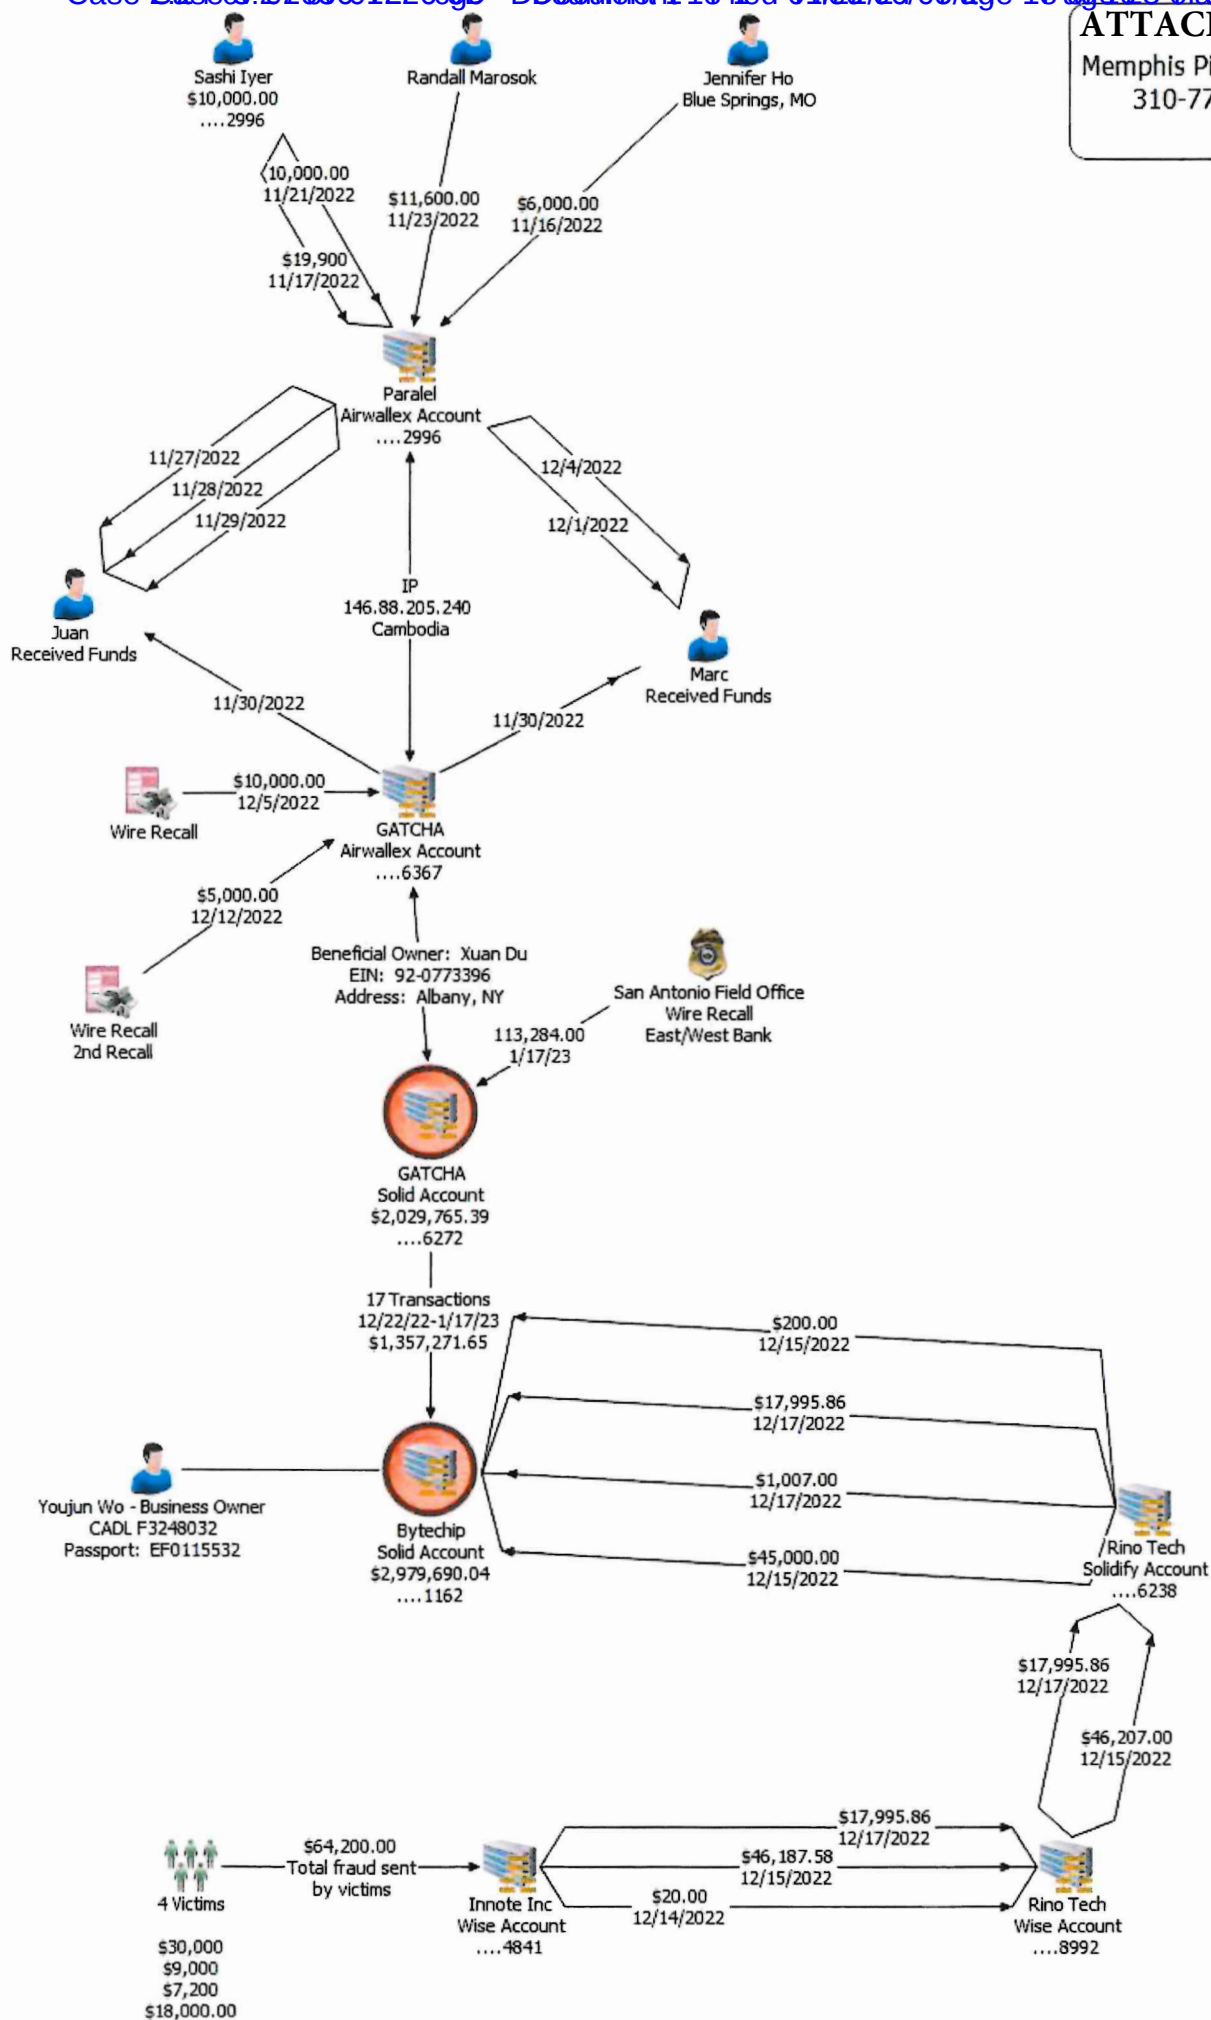 ATTAC
Memphis Pi
310-77
Sashi Iyer
$10,000.00
....2996
Randall Marosok
Jennifer Ho
Blue Springs, MO
10,000.00
11/21/2022
$11,600.00
11/23/2022
$6,000.00
11/16/2022
$19,900
11/17/2022
Paralel
Airwallex Account
....2996
11/27/2022
11/28/2022
11/29/2022
12/4/2022
12/1/2022
IP
146.88.205.240
Cambodia
Juan
Received Funds
Marc
Received Funds
11/30/2022
11/30/2022
Wire Recall
$10,000.00
12/5/2022
GATCHA
Airwallex Account
....6367
$5,000.00
12/12/2022
Wire Recall
2nd Recall
Beneficial Owner: Xuan Du
EIN: 92-0773396
Address: Albany, NY
San Antonio Field Office
Wire Recall
East/West Bank
113,284.00
1/17/23
GATCHA
Solid Account
$2,029,765.39
....6272
17 Transactions
12/22/22-1/17/23
$1,357,271.65
$200.00
12/15/2022
$17,995.86
12/17/2022
$1,007.00
12/17/2022
$45,000.00
12/15/2022
Youjun Wo - Business Owner
CADL F3248032
Passport: EF0115532
Bytechip
Solid Account
$2,979,690.04
....1162
Rino Tech
Solidify Account
....6238
$17,995.86
12/17/2022
$46,207.00
12/15/2022
4 Victims
$30,000
$9,000
$7,200
$18,000.00
$64,200.00
Total fraud sent
by victims
Innote Inc
Wise Account
....4841
$17,995.86
12/17/2022
$46,187.58
12/15/2022
$20.00
12/14/2022
Rino Tech
Wise Account
....8992